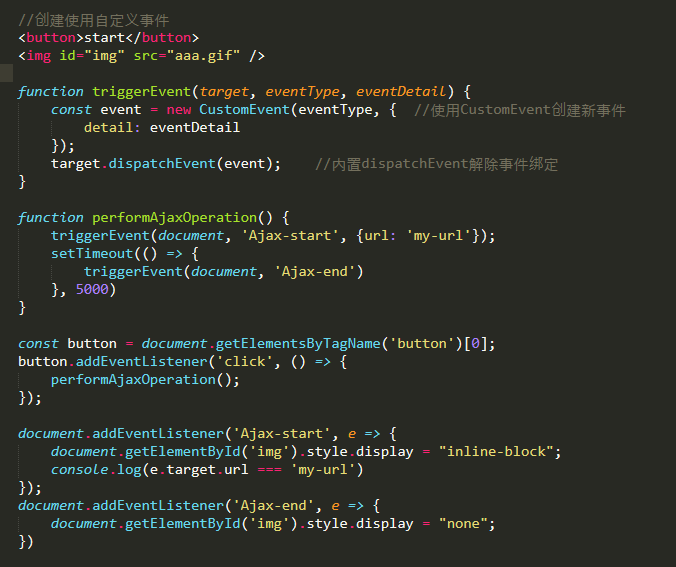 //创建使用自定义事件
<button>start</button>
<img id="img" src="aaa.gif" />
function triggerEvent(target, eventType, eventDetail) {
    const event = new CustomEvent(eventType, {  //使用CustomEvent创建新事件
        detail: eventDetail
    });
    target.dispatchEvent(event);    //内置dispatchEvent解除事件绑定
}
function performAjaxOperation() {
    triggerEvent(document, 'Ajax-start', {url: 'my-url'});
    setTimeout(() => {
        triggerEvent(document, 'Ajax-end')
    }, 5000)
}
const button = document.getElementsByTagName('button')[0];
button.addEventListener('click', () => {
    performAjaxOperation();
});
document.addEventListener('Ajax-start', e => {
    document.getElementById('img').style.display = "inline-block";
    console.log(e.target.url === 'my-url')
});
document.addEventListener('Ajax-end', e => {
    document.getElementById('img').style.display = "none";
})